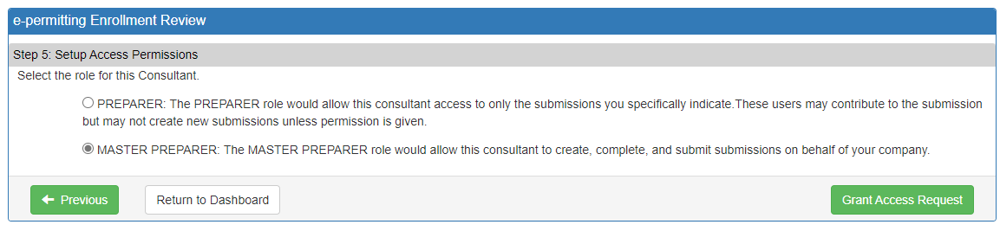 e-permitting Enrollment Review
Step 5: Setup Access Permissions
Select the role for this Consultant.
PREPARER: The PREPARER role would allow this consultant access to only the submissions you specifically indicate.These users may contribute to the submission
but may not create new submissions unless permission is given.
MASTER PREPARER: The MASTER PREPARER role would allow this consultant to create, complete, and submit submissions on behalf of your company.
Previous
Return to Dashboard
Grant Access Request